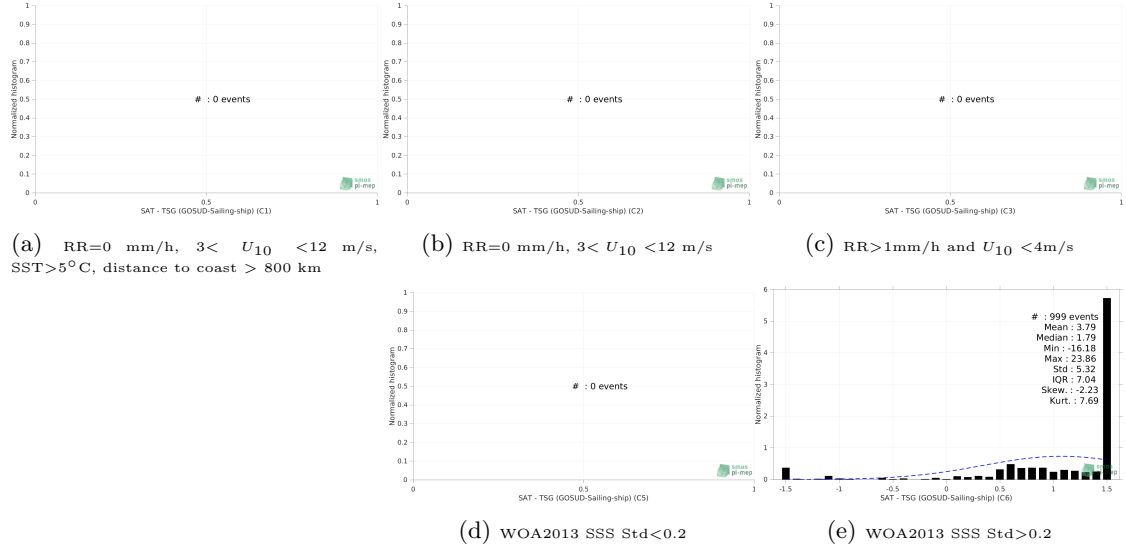 1
0.9
0.8
0.7
0.6
0.5
0.4
0.3
0.2
0.1
0
Normalized histogram
# : 0 events
smos
pi-mep
0 0.5 1
SAT - TSG (GOSUD-Sailing-ship) (C1)
(a) RR=0 mm/h, 3< U10 <12 m/s,
SST>5°C, distance to coast > 800 km
1
0.9
0.8
0.7
0.6
0.5
0.4
0.3
0.2
0.1
0
Normalized histogram
# : 0 events
smos
pi-mep
0 0.5 1
SAT - TSG (GOSUD-Sailing-ship) (C2)
(b) RR=0 mm/h, 3< U10 <12 m/s
1
0.9
0.8
0.7
0.6
0.5
0.4
0.3
0.2
0.1
0
Normalized histogram
# : 0 events
smos
pi-mep
0 0.5 1
SAT - TSG (GOSUD-Sailing-ship) (C3)
(c) RR>1mm/h and U10 <4m/s
1
0.9
0.8
0.7
0.6
0.5
0.4
0.3
0.2
0.1
0
Normalized histogram
# : 0 events
smos
pi-mep
0 0.5 1
SAT - TSG (GOSUD-Sailing-ship) (C5)
(d) WOA2013 SSS Std<0.2
6
5
4
3
2
1
0
Normalized histogram
# : 999 events
Mean : 3.79
Median : 1.79
Min : -16.18
Max : 23.86
Std : 5.32
IQR : 7.04
Skew. : -2.23
Kurt. : 7.69
smos
pi-mep
-1.5 -1 -0.5 0 0.5 1 1.5
SAT - TSG (GOSUD-Sailing-ship) (C6)
(e) WOA2013 SSS Std>0.2